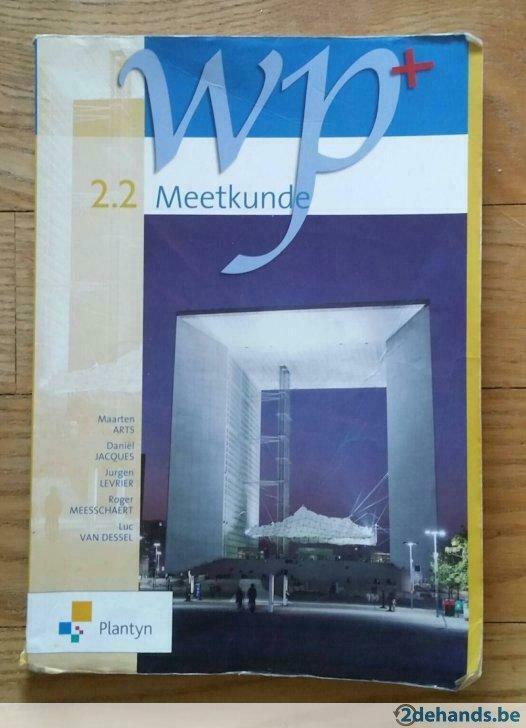 wp+
2.2 Meetkunde
Maarten
ARTS
Daniël
JACQUES
Jurgen
LEVRIER
Roger
MEESSCHAERT
Luc
VAN DESSEL
Plantyn
2dehands.be